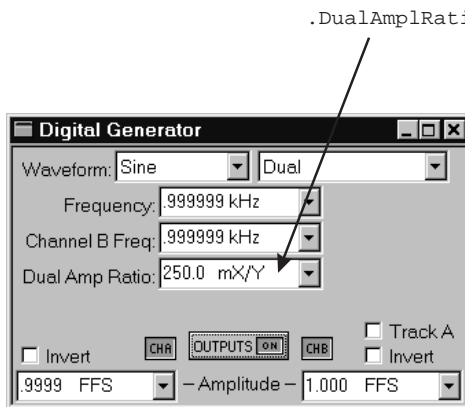 .DualAmplRati
Digital Generator
Waveform: Sine Dual
Frequency: .999999 kHz
Channel B Freq: .999999 kHz
Dual Amp Ratio: 250.0 mX/Y
Track A
Invert CHA OUTPUTS ON CHB Invert
.9999 FFS – Amplitude – 1.000 FFS